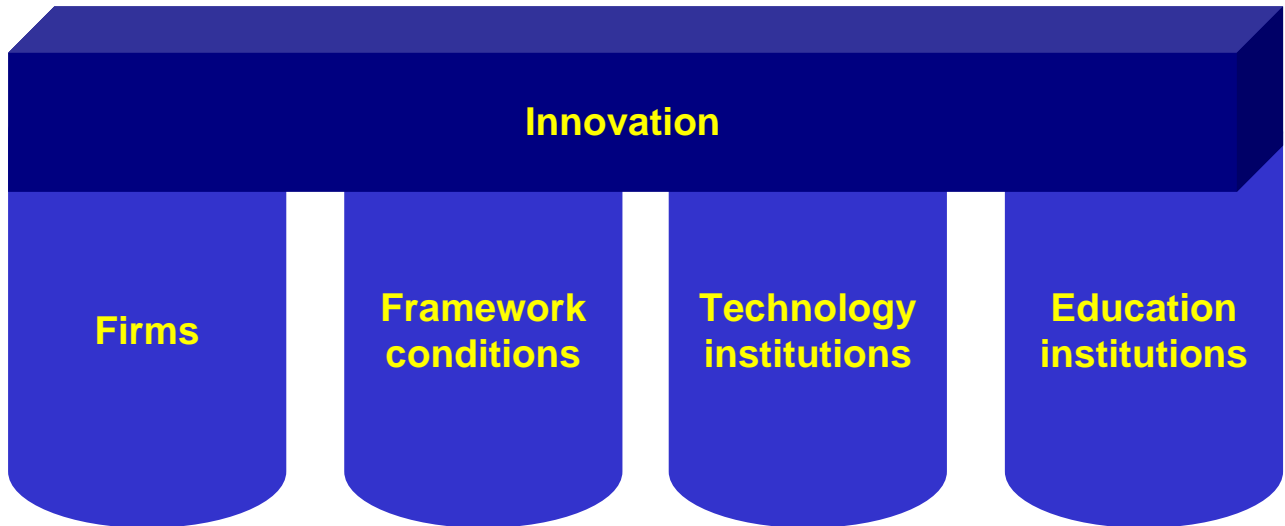 Innovation
Firms
Framework
conditions
Technology
institutions
Education
institutions